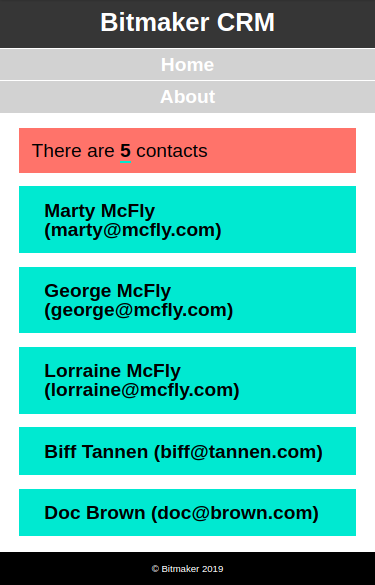 Bitmaker CRM
Home
About
There are 5 contacts
Marty McFly
(marty@mcfly.com)
George McFly
(george@mcfly.com)
Lorraine McFly
(lorraine@mcfly.com)
Biff Tannen (biff@tannen.com)
Doc Brown (doc@brown.com)
© Bitmaker 2019